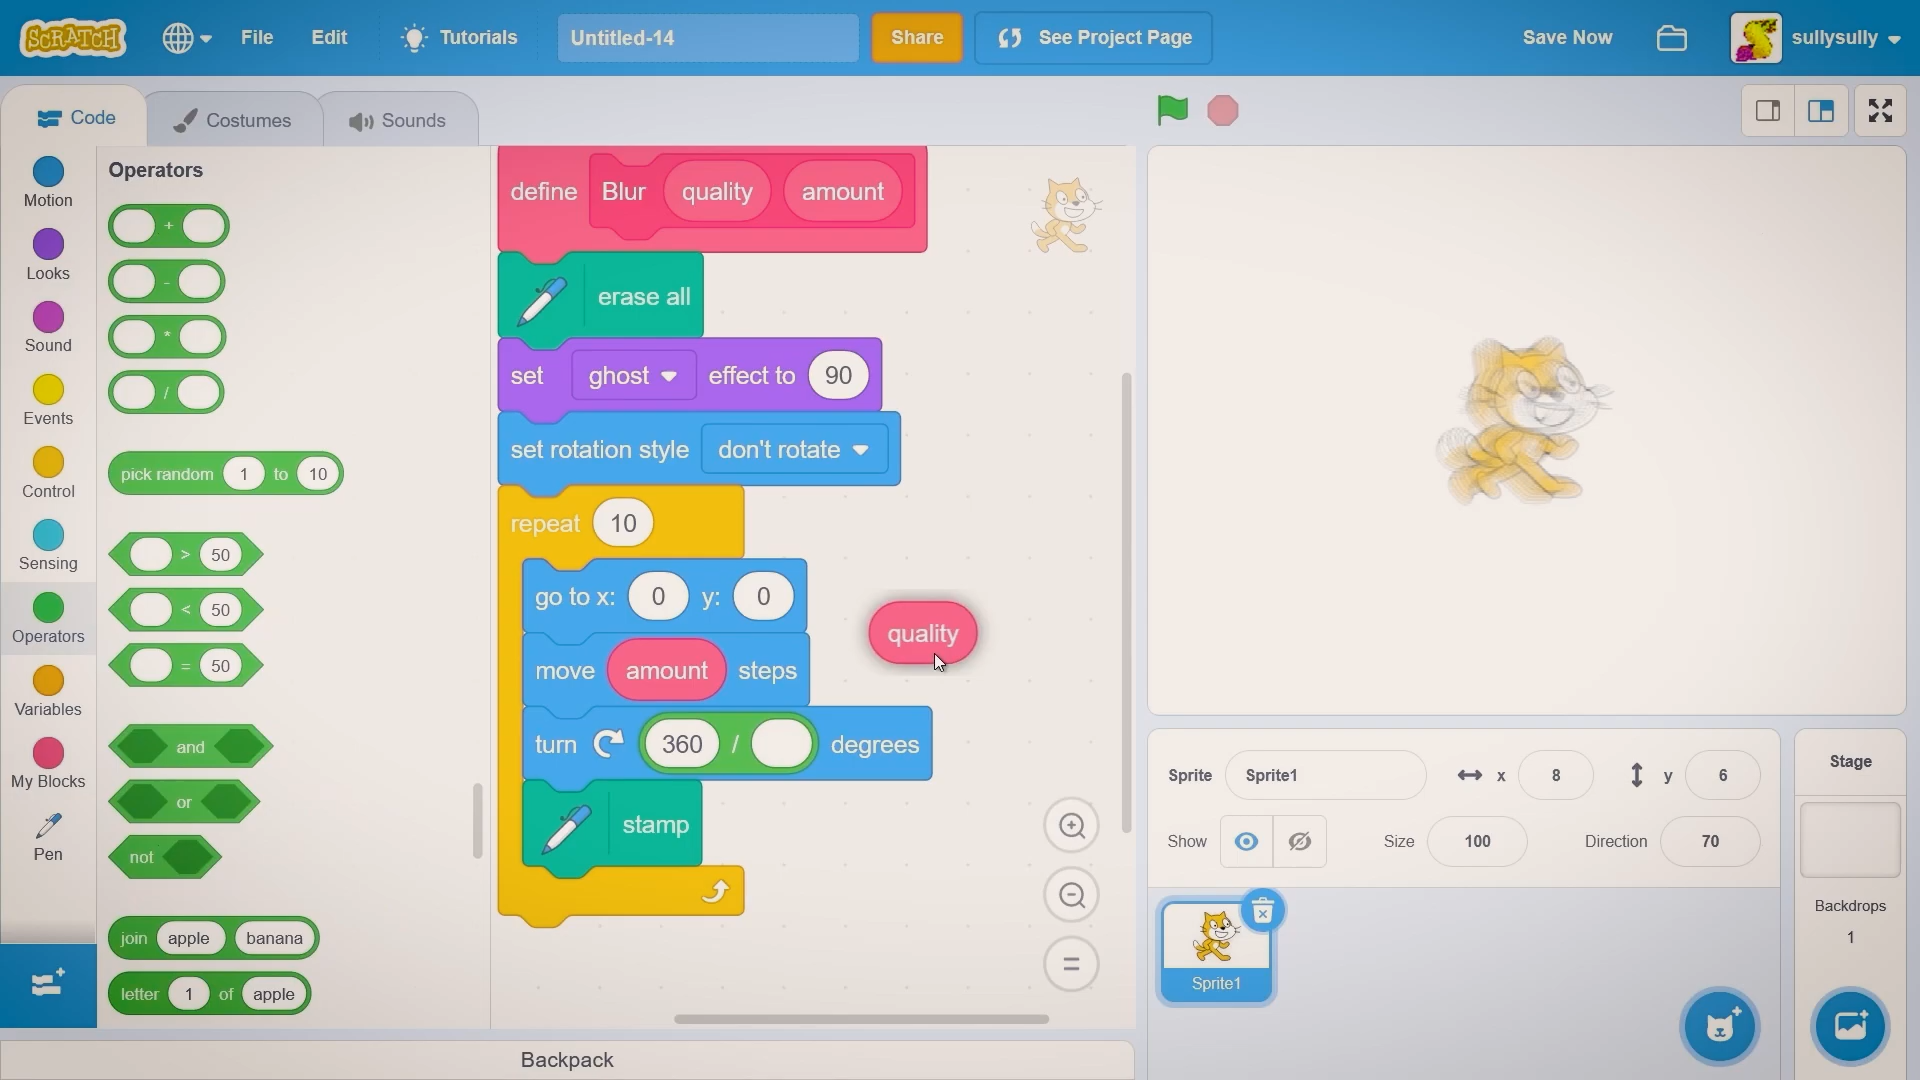 SCRATCH
File
Edit
Tutorials
Untitled-14
Share
See Project Page
Save Now
sullysully
Code
Costumes
Sounds
Motion
Looks
Sound
Events
Control
Sensing
Operators
Variables
My Blocks
Pen
Operators
+
-
*
/
pick random 1 to 10
> 50
< 50
= 50
and
or
not
join apple banana
letter 1 of apple
define Blur quality amount
erase all
set ghost effect to 90
set rotation style don't rotate
repeat 10
go to x: 0 y: 0
move amount steps
turn 360 / degrees
stamp
quality
Backpack
Sprite Sprite1 x 8 y 6
Show Size 100 Direction 70
Sprite1
Stage
Backdrops
1